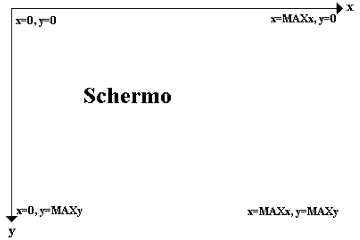 x
x=0, y=0
x=MAXx, y=0
Schermo
x=0, y=MAXy
x=MAXx, y=MAXy
y